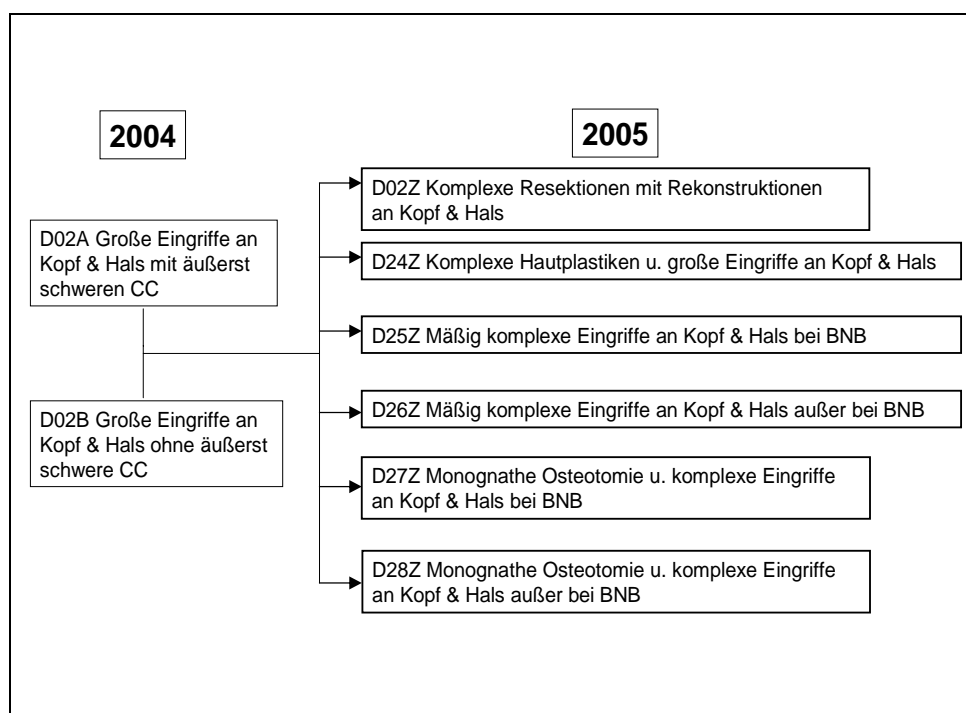 2004
D02A Große Eingriffe an
Kopf & Hals mit äußerst
schweren CC
D02B Große Eingriffe an
Kopf & Hals ohne äußerst
schwere CC
2005
D02Z Komplexe Resektionen mit Rekonstruktionen
an Kopf & Hals
D24Z Komplexe Hautplastiken u. große Eingriffe an Kopf & Hals
D25Z Mäßig komplexe Eingriffe an Kopf & Hals bei BNB
D26Z Mäßig komplexe Eingriffe an Kopf & Hals außer bei BNB
D27Z Monognathe Osteotomie u. komplexe Eingriffe
an Kopf & Hals bei BNB
D28Z Monognathe Osteotomie u. komplexe Eingriffe
an Kopf & Hals außer bei BNB